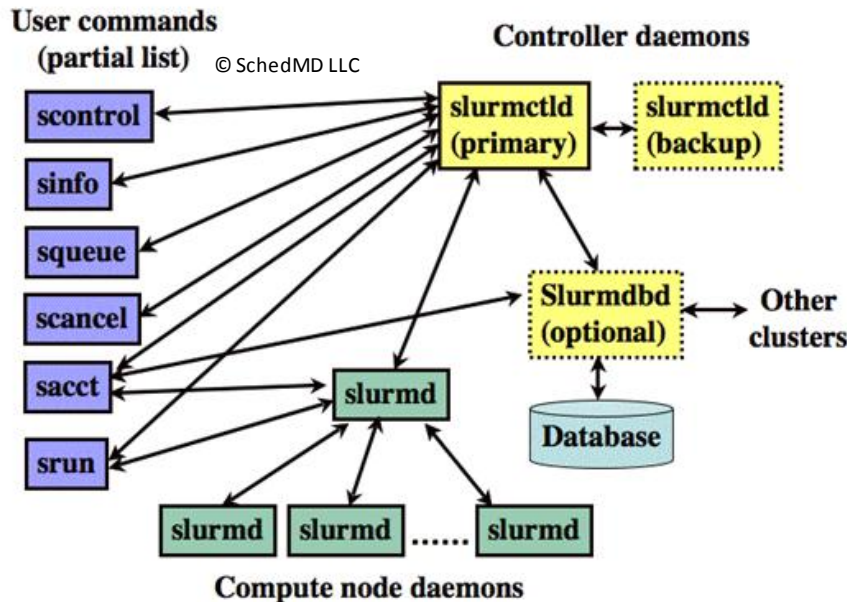 User commands
(partial list)
© SchedMD LLC
Controller daemons
scontrol
sinfo
squeue
scancel
sacct
srun
slurmctld
(primary)
slurmctld
(backup)
Slurmdbd
(optional)
Other
clusters
Database
slurmd
slurmd
slurmd
......
slurmd
Compute node daemons